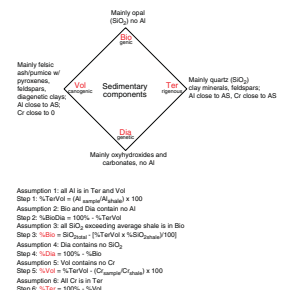 Mainly opal
(SiO2) no Al
Bio
genic
Mainly felsic
ash/pumice w/
pyroxenes,
feldspars,
diagenetic clays;
Al close to AS;
Cr close to 0
Vol
canogenic
Sedimentary
components
Ter
rigenous
Mainly quartz (SiO2)
clay minerals, feldspars;
Al close to AS, Cr close to AS
Dia
genetic
Mainly oxyhydroxides and
carbonates, no Al
Assumption 1: all Al is in Ter and Vol
Step 1: %TerVol = (Al sample/Alshale) x 100
Assumption 2: Bio and Dia contain no Al
Step 2: %BioDia = 100% - %TerVol
Assumption 3: all SiO2 exceeding average shale is in Bio
Step 3: %Bio = SiO2total - [%TerVol x %SiO2shale)/100]
Assumption 4: Dia contains no SiO2
Step 4: %Dia = 100% - %Bio
Assumption 5: Vol contains no Cr
Step 5: %Vol = %TerVol - (Crsample/Crshale) x 100
Assumption 6: All Cr is in Ter
Step 6: %Ter = 100% - %Vol